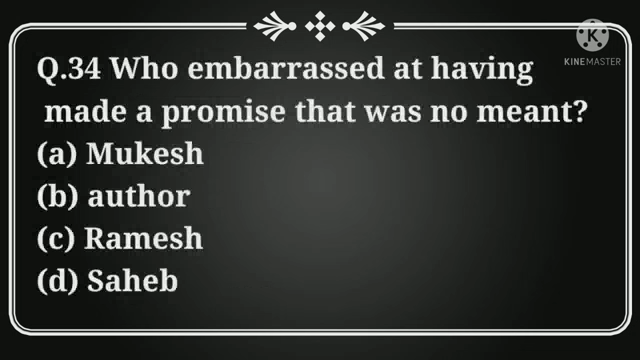 K
KINEMASTER
Q.34 Who embarrassed at having
made a promise that was no meant?
(a) Mukesh
(b) author
(c) Ramesh
(d) Saheb